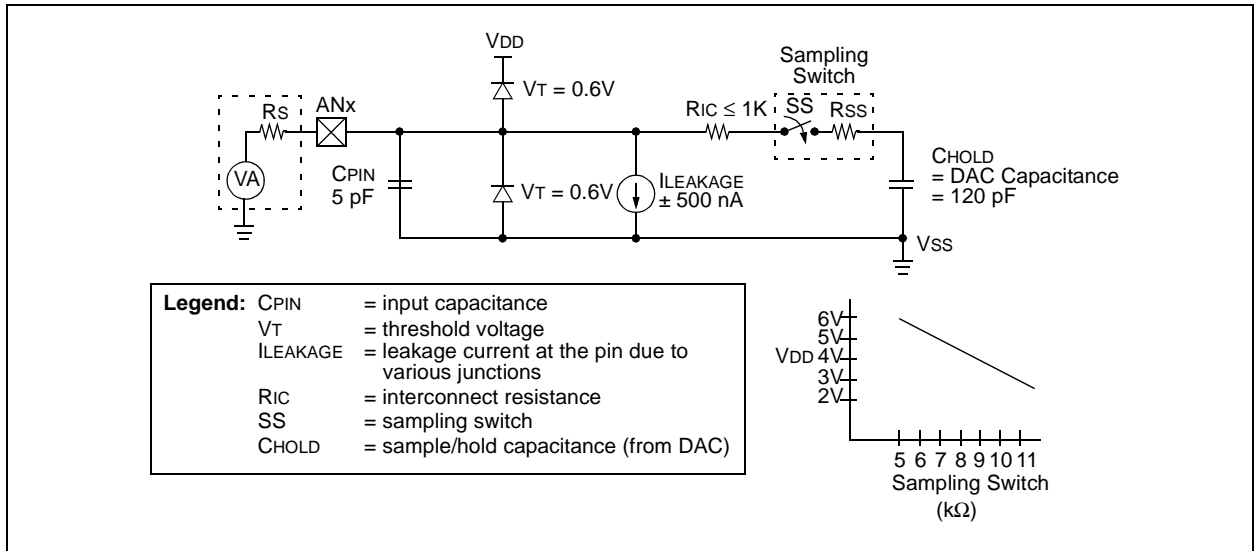 VDD
VT = 0.6V
Sampling
Switch
RS
ANx
RIC ≤ 1K
SS
RSS
VA
CPIN
5 pF
VT = 0.6V
ILEAKAGE
± 500 nA
CHOLD
= DAC Capacitance
= 120 pF
VSS
Legend: CPIN = input capacitance
VT = threshold voltage
ILEAKAGE = leakage current at the pin due to
various junctions
RIC = interconnect resistance
SS = sampling switch
CHOLD = sample/hold capacitance (from DAC)
6V
5V
VDD 4V
3V
2V
5 6 7 8 9 10 11
Sampling Switch
(kΩ)